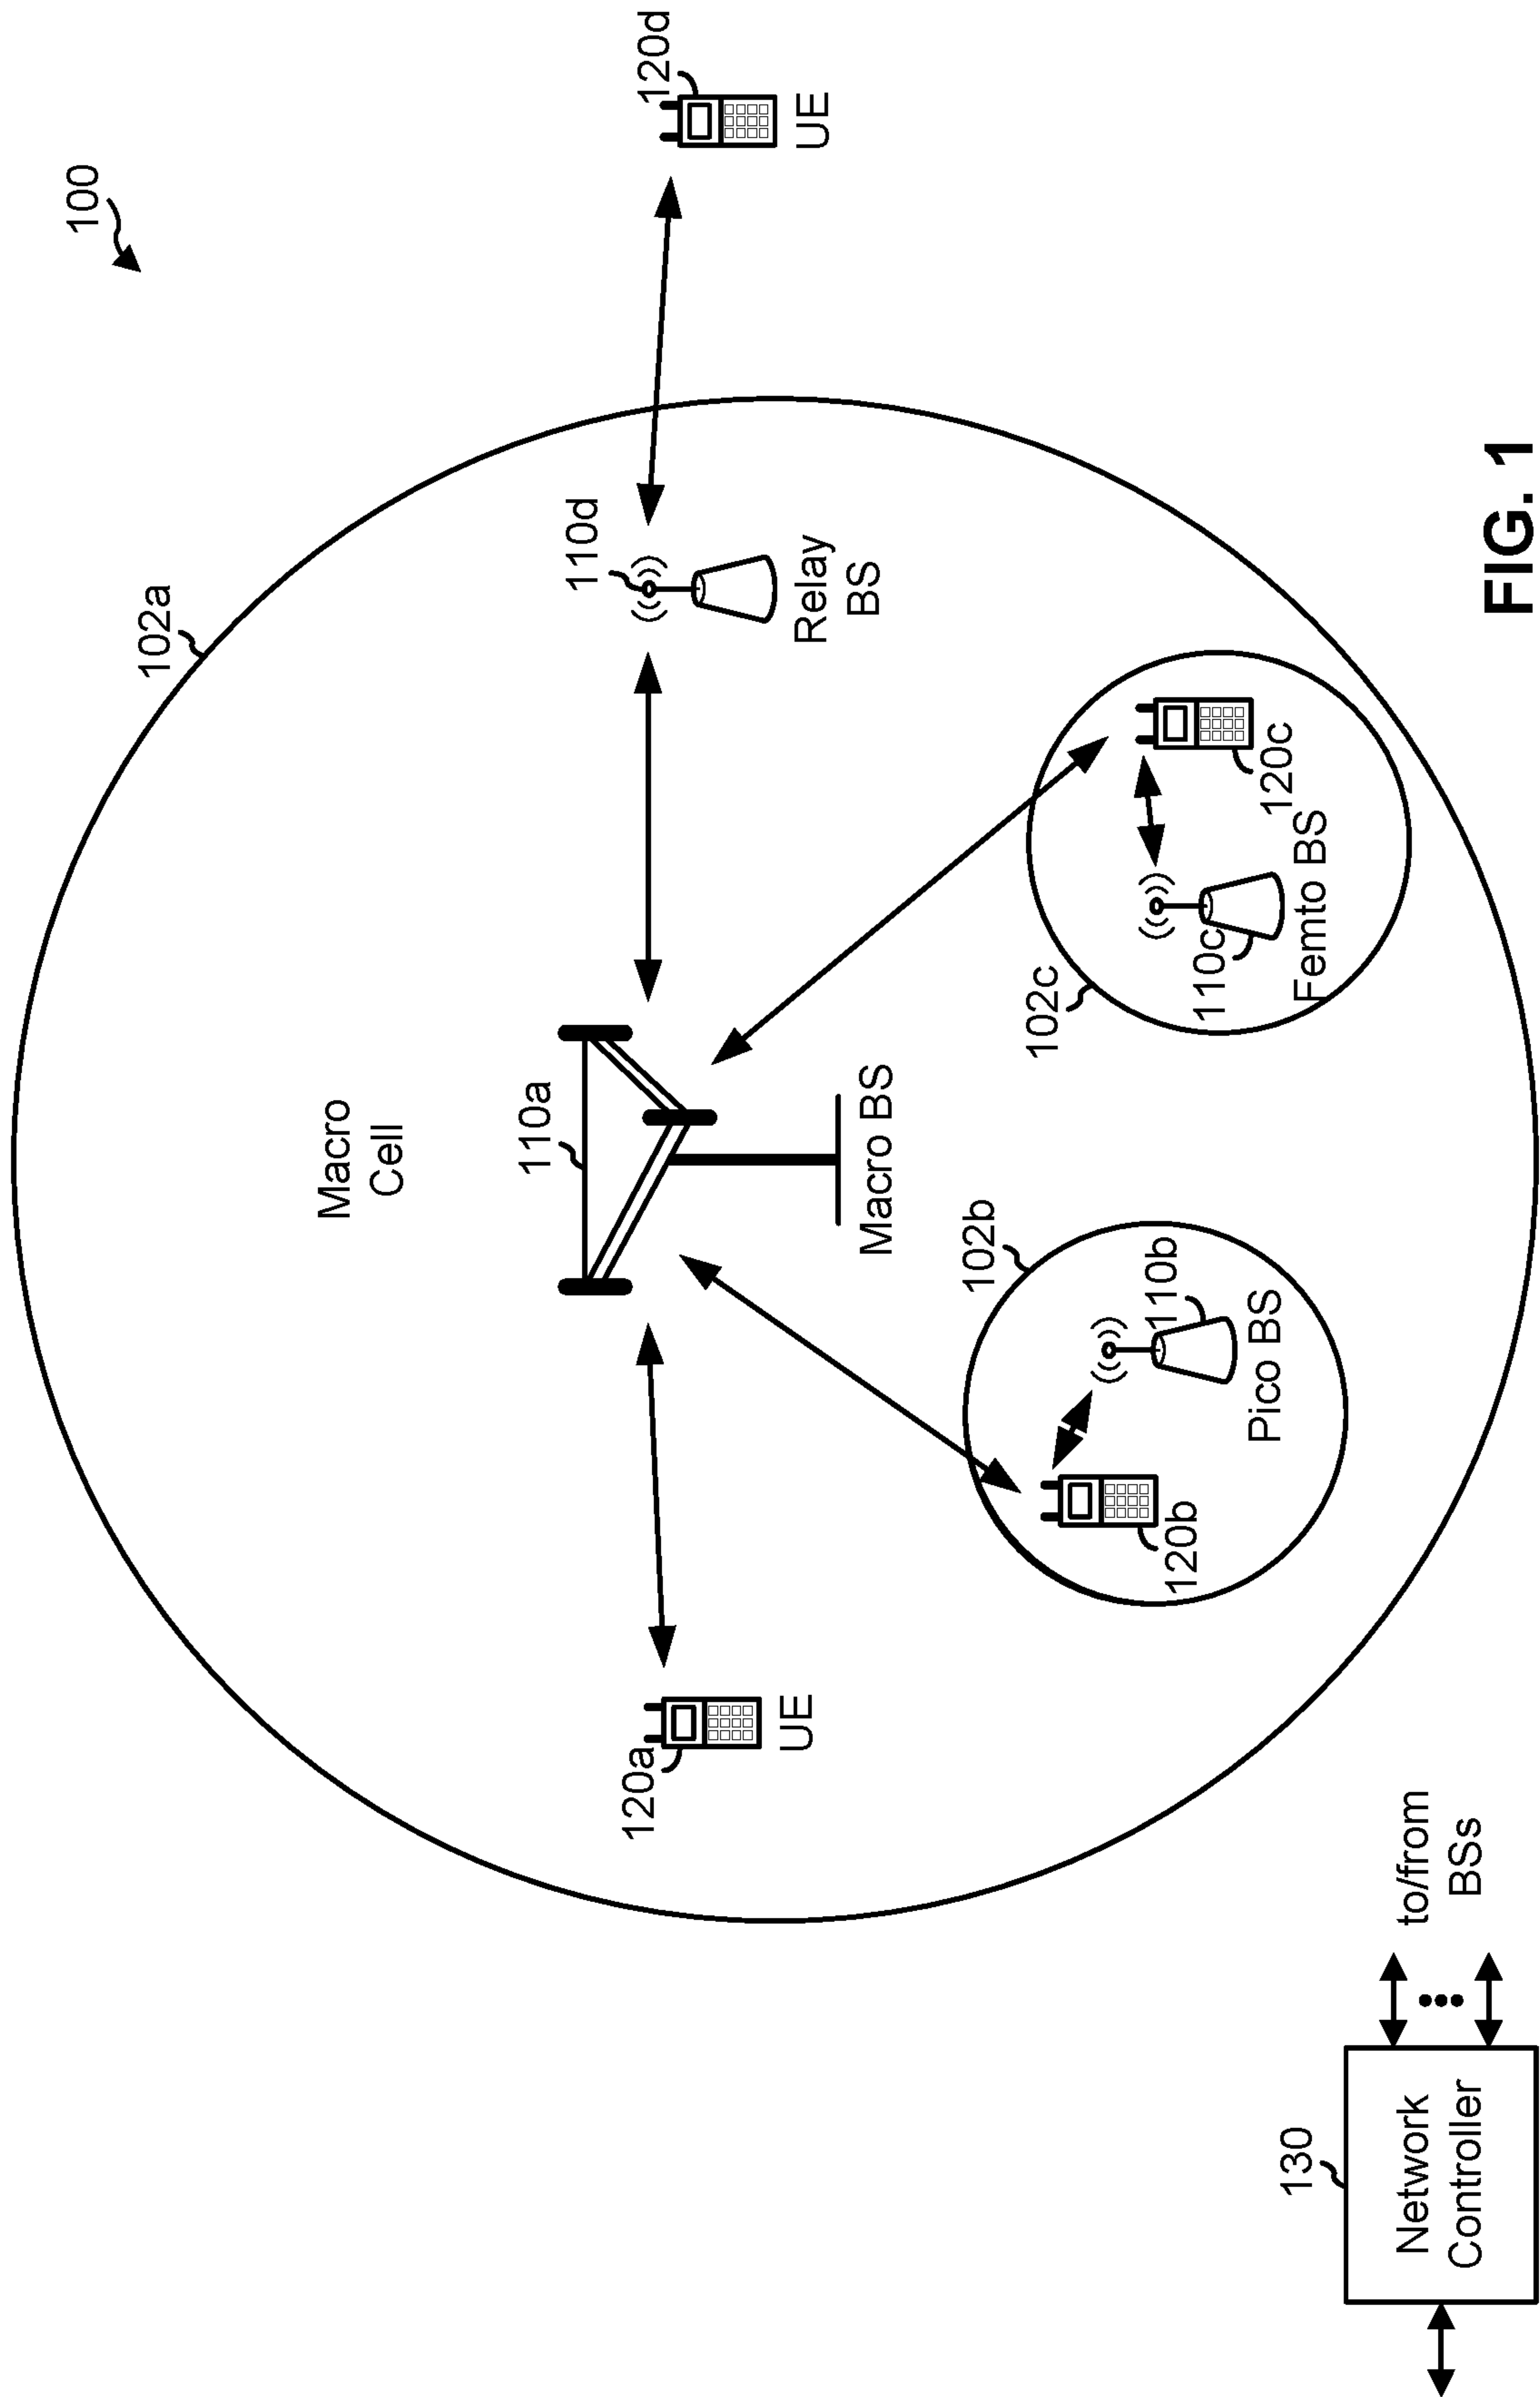 100
102a
Macro
Cell
110a
110d
120a
120d
UE
Relay
BS
UE
Macro BS
102b
102c
110b
120b
Pico BS
110c
120c
Femto BS
130
Network
Controller
to/from
BSs
FIG. 1